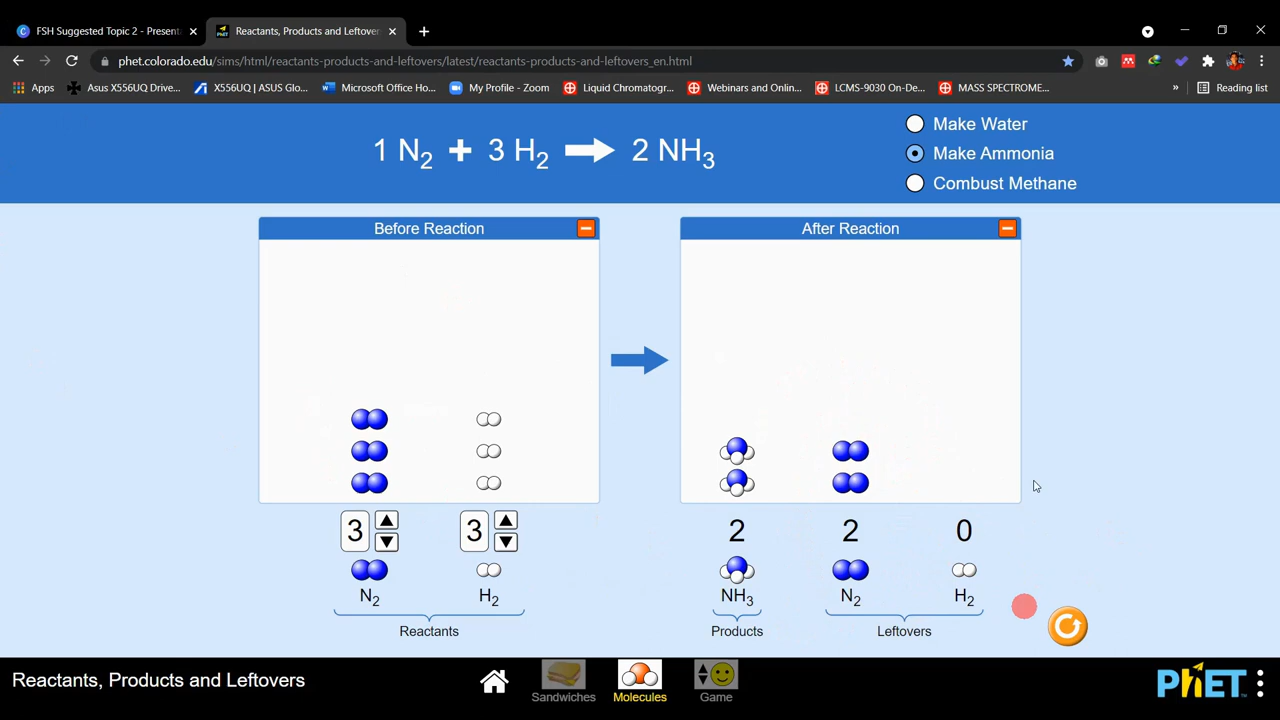 FSH Suggested Topic 2 - Present
Reactants, Products and Leftover
phet.colorado.edu/sims/html/reactants-products-and-leftovers/latest/reactants-products-and-leftovers_en.html
Apps Asus X556UQ Drive... X556UQ | ASUS Glo... Microsoft Office Ho... My Profile - Zoom Liquid Chromatogr... Webinars and Onlin... LCMS-9030 On-De... MASS SPECTROME... » Reading list
1 N₂ + 3 H₂ → 2 NH₃
Make Water
Make Ammonia
Combust Methane
Before Reaction
After Reaction
3 3
2 2 0
N₂ H₂
NH₃ N₂ H₂
Reactants
Products Leftovers
Reactants, Products and Leftovers
Sandwiches Molecules Game
PhET